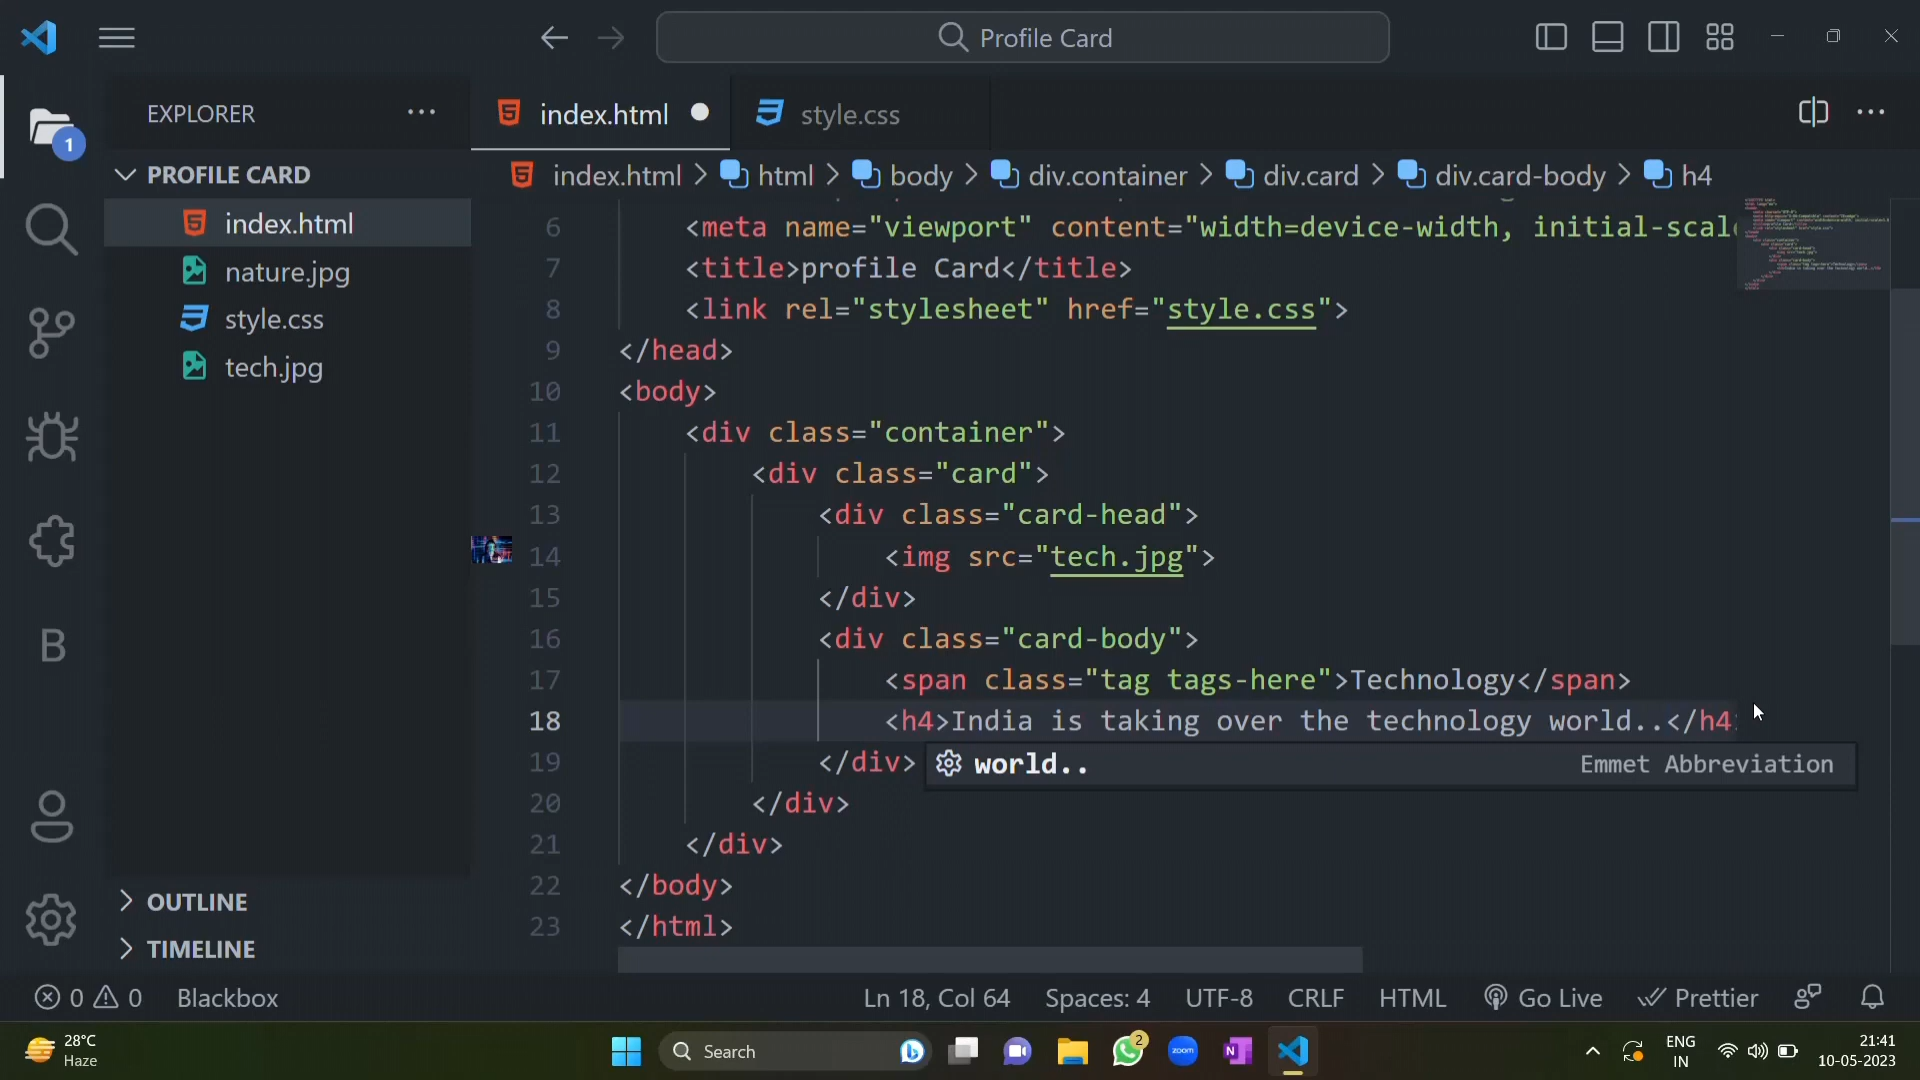 Profile Card
EXPLORER
index.html
style.css
1
PROFILE CARD
index.html > html > body > div.container > div.card > div.card-body > h4
index.html
nature.jpg
style.css
tech.jpg
6 <meta name="viewport" content="width=device-width, initial-scale
7 <title>profile Card</title>
8 <link rel="stylesheet" href="style.css">
9 </head>
10 <body>
11 <div class="container">
12 <div class="card">
13 <div class="card-head">
14 <img src="tech.jpg">
15 </div>
16 <div class="card-body">
17 <span class="tag tags-here">Technology</span>
18 <h4>India is taking over the technology world..</h4
19 </div>
world.. Emmet Abbreviation
20 </div>
21 </div>
22 </body>
23 </html>
OUTLINE
TIMELINE
0 0 Blackbox Ln 18, Col 64 Spaces: 4 UTF-8 CRLF HTML Go Live Prettier
28°C
Haze
Search
2
zoom
N
ENG
IN
21:41
10-05-2023